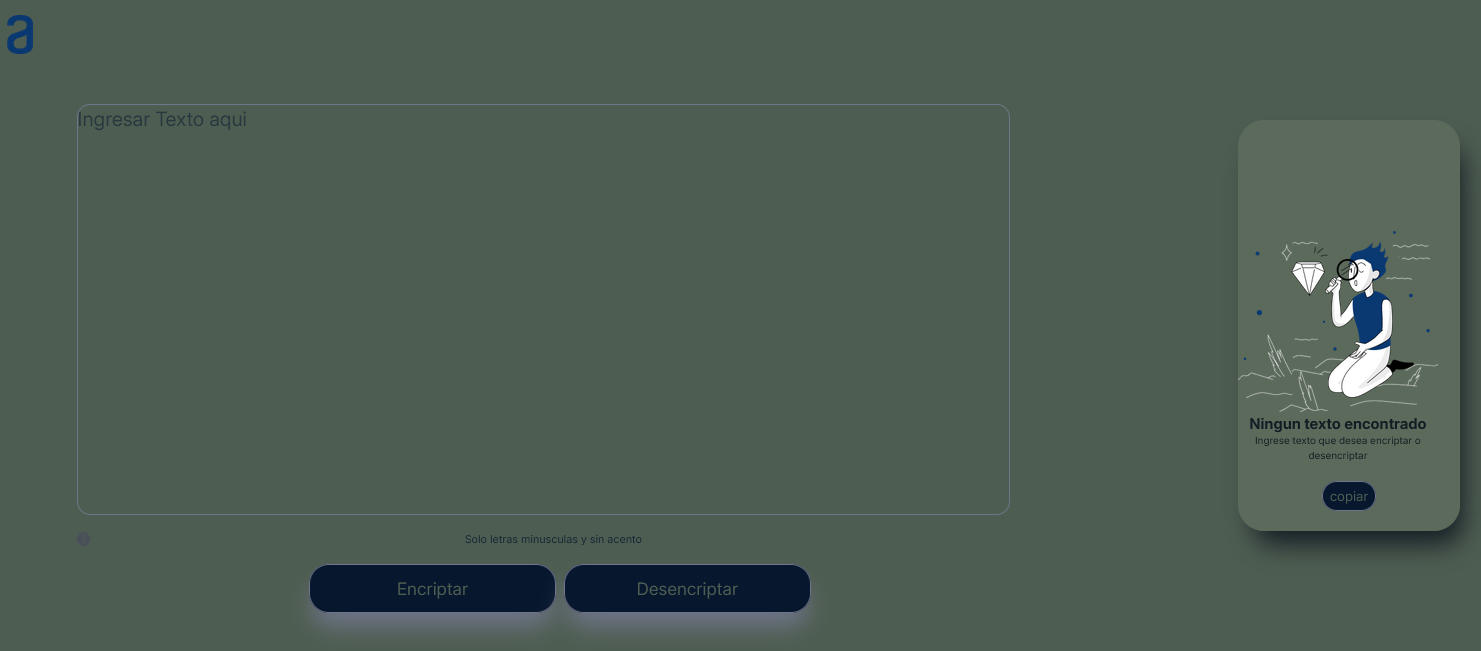 a
Ingresar Texto aqui
Ningun texto encontrado
Ingrese texto que desea encriptar o
desencriptar
copiar
Solo letras minusculas y sin acento
Encriptar
Desencriptar